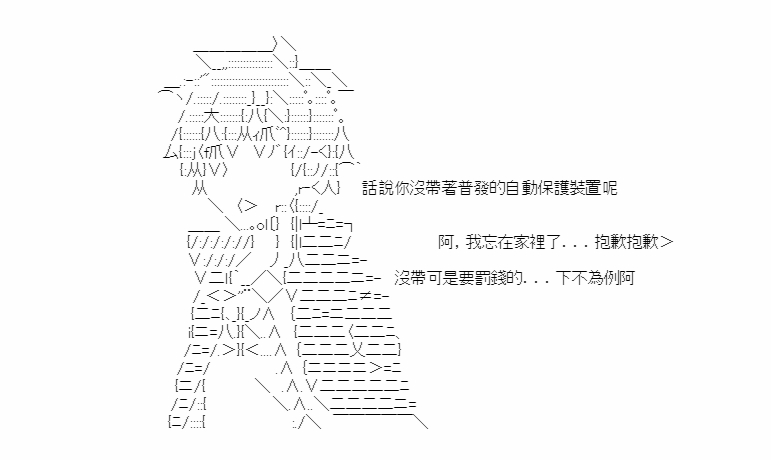 話說你沒帶著普發的自動保護裝置呢
阿，我忘在家裡了．．．抱歉抱歉＞
沒帶可是要罰錢的．．．下不為例阿